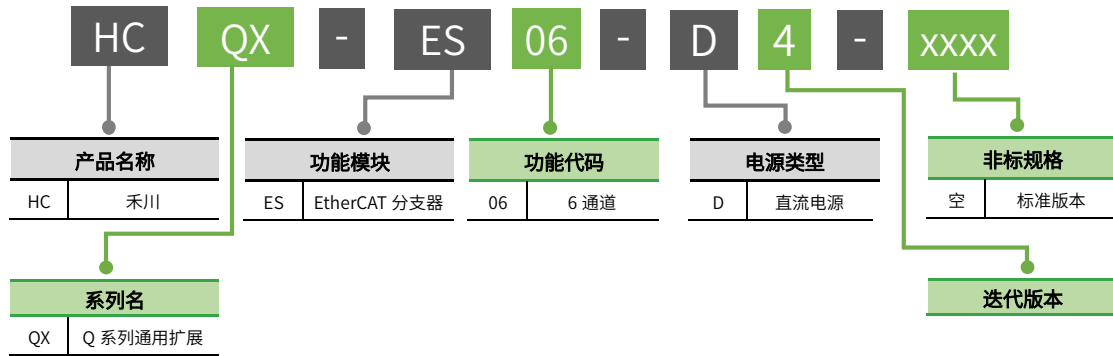 HC QX - ES 06 - D 4 - xxxx
产品名称 功能模块 功能代码 电源类型 非标规格
HC 禾川 ES EtherCAT 分支器 06 6 通道 D 直流电源 空 标准版本
系列名 迭代版本
QX Q 系列通用扩展